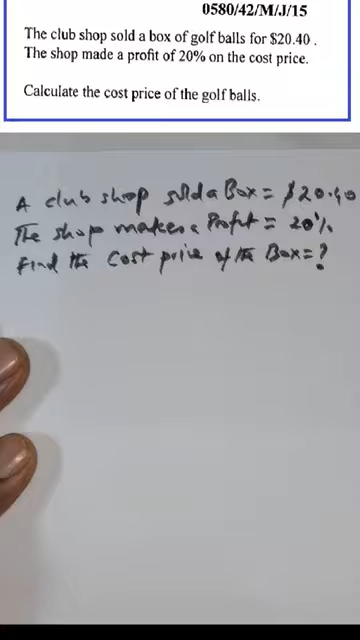 0580/42/M/J/15
The club shop sold a box of golf balls for $20.40 .
The shop made a profit of 20% on the cost price.
Calculate the cost price of the golf balls.
A club shop sold a Box = $20.40
The shop makes a Profit = 20%
Find the Cost price of the Box = ?